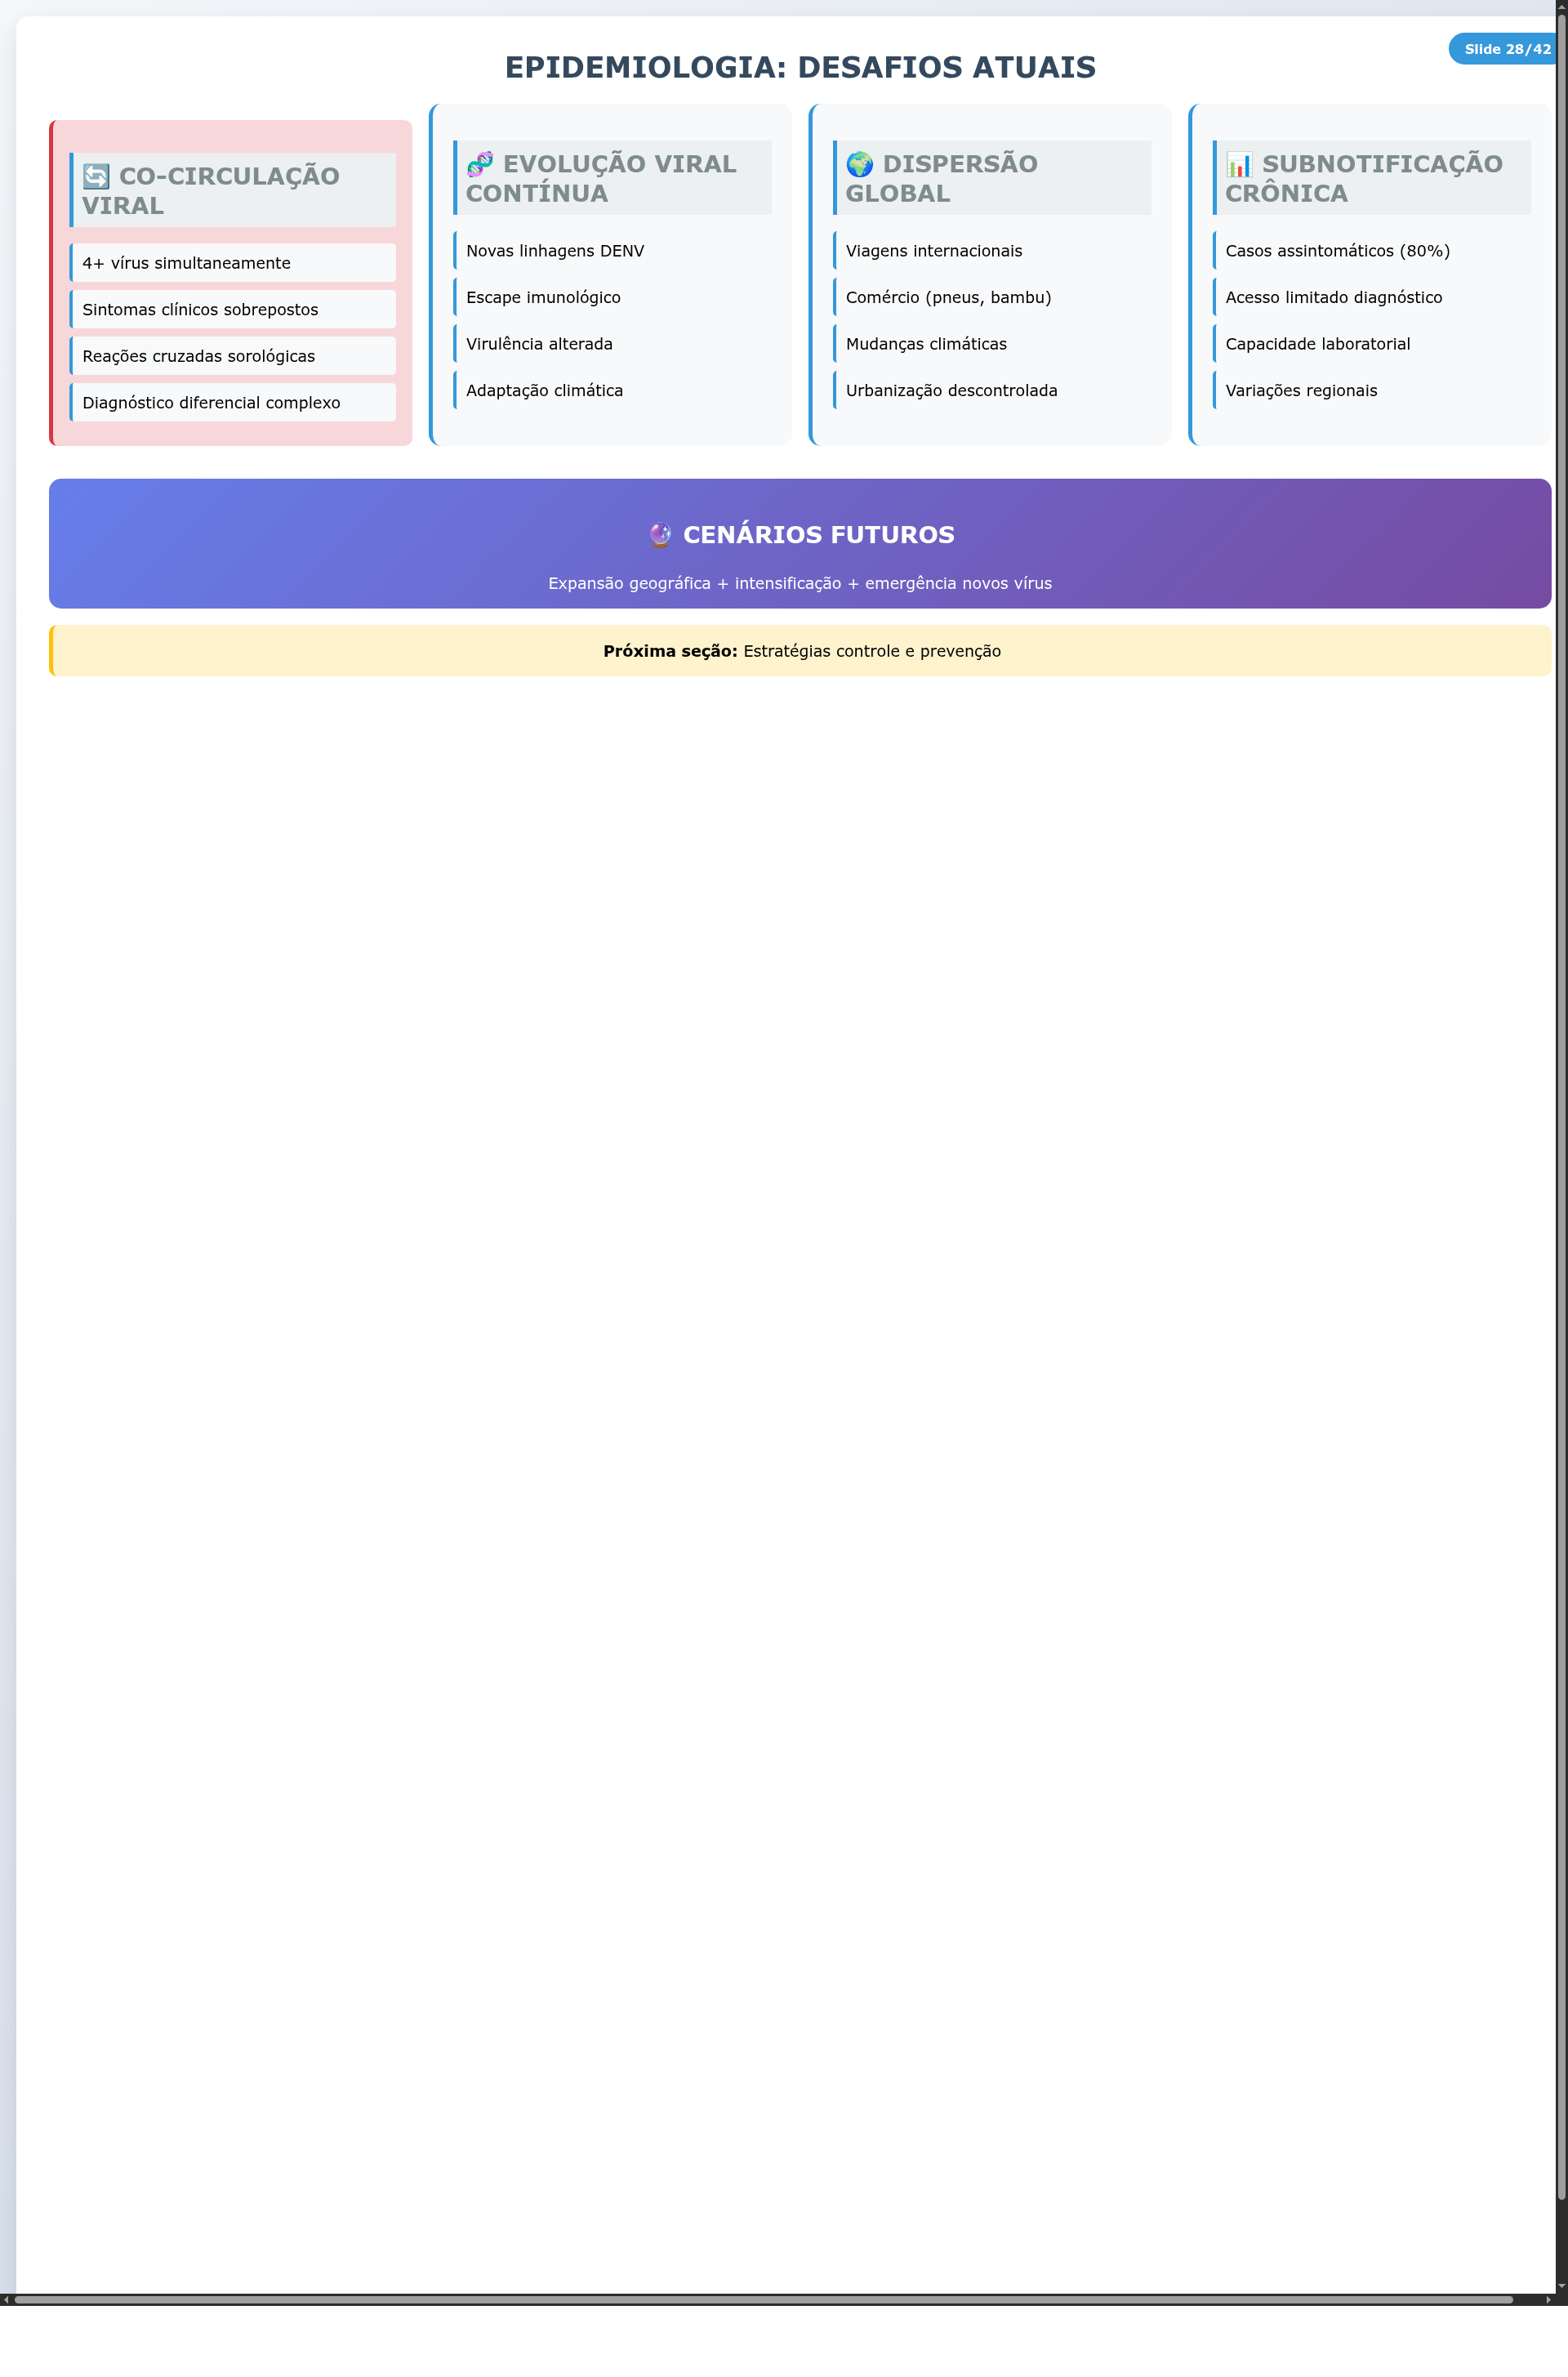 Slide 28/42
EPIDEMIOLOGIA: DESAFIOS ATUAIS
🔄 CO-CIRCULAÇÃO
VIRAL
4+ vírus simultaneamente
Sintomas clínicos sobrepostos
Reações cruzadas sorológicas
Diagnóstico diferencial complexo
🧬 EVOLUÇÃO VIRAL
CONTÍNUA
Novas linhagens DENV
Escape imunológico
Virulência alterada
Adaptação climática
🌍 DISPERSÃO
GLOBAL
Viagens internacionais
Comércio (pneus, bambu)
Mudanças climáticas
Urbanização descontrolada
📊 SUBNOTIFICAÇÃO
CRÔNICA
Casos assintomáticos (80%)
Acesso limitado diagnóstico
Capacidade laboratorial
Variações regionais
🔮 CENÁRIOS FUTUROS
Expansão geográfica + intensificação + emergência novos vírus
Próxima seção: Estratégias controle e prevenção